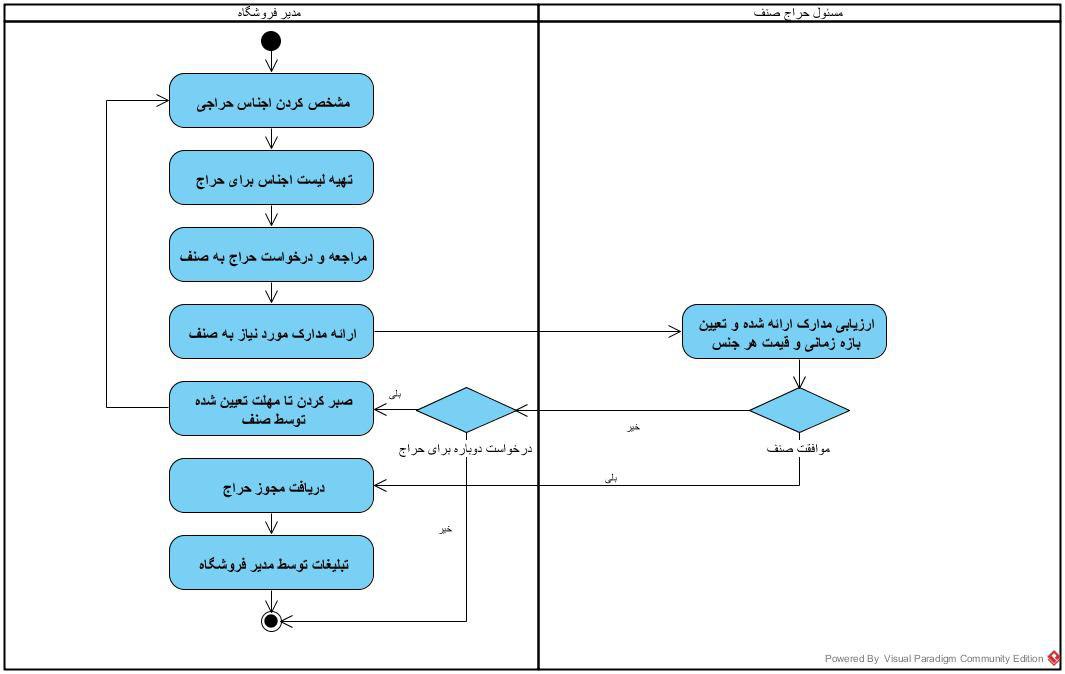 مدیر فروشگاه
مسئول حراج صنف
مشخص کردن اجناس حراجی
تهیه لیست اجناس برای حراج
مراجعه و درخواست حراج به صنف
ارائه مدارک مورد نیاز به صنف
ارزیابی مدارک ارائه شده و تعیین
بازه زمانی و قیمت هر جنس
صبر کردن تا مهلت تعیین شده
توسط صنف
بلی
خیر
درخواست دوباره برای حراج
موافقت صنف
بلی
دریافت مجوز حراج
خیر
تبلیغات توسط مدیر فروشگاه
Powered By Visual Paradigm Community Edition